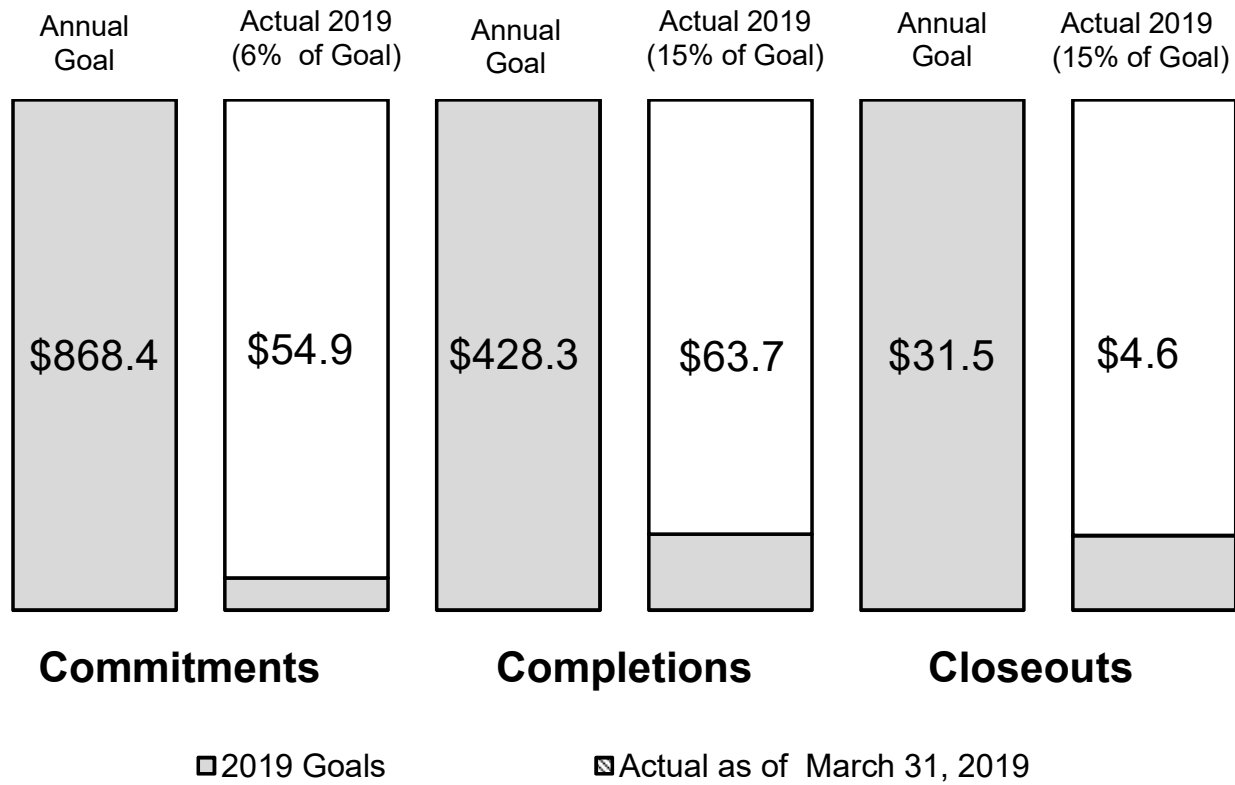 Annual
Goal
Actual 2019
(6%  of Goal)
Annual
Goal
Actual 2019
(15% of Goal)
Annual
Goal
Actual 2019
(15% of Goal)
$868.4
$54.9
$428.3
$63.7
$31.5
$4.6
Commitments
Completions
Closeouts
2019 Goals
Actual as of  March 31, 2019